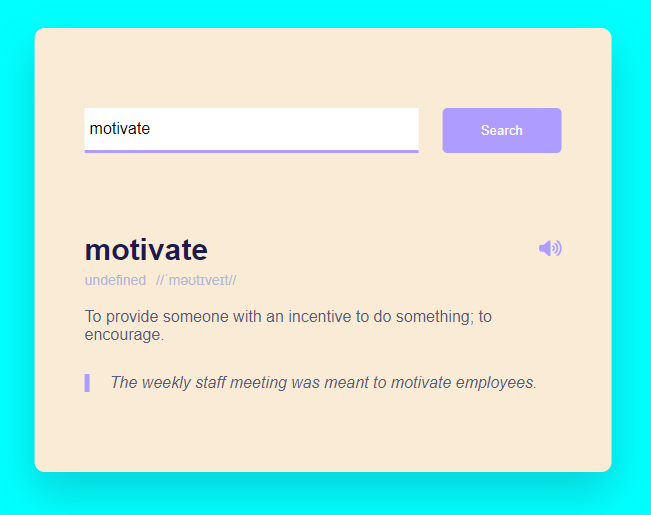 motivate
Search
motivate
undefined //ˈməʊtɪveɪt//
To provide someone with an incentive to do something; to
encourage.
The weekly staff meeting was meant to motivate employees.